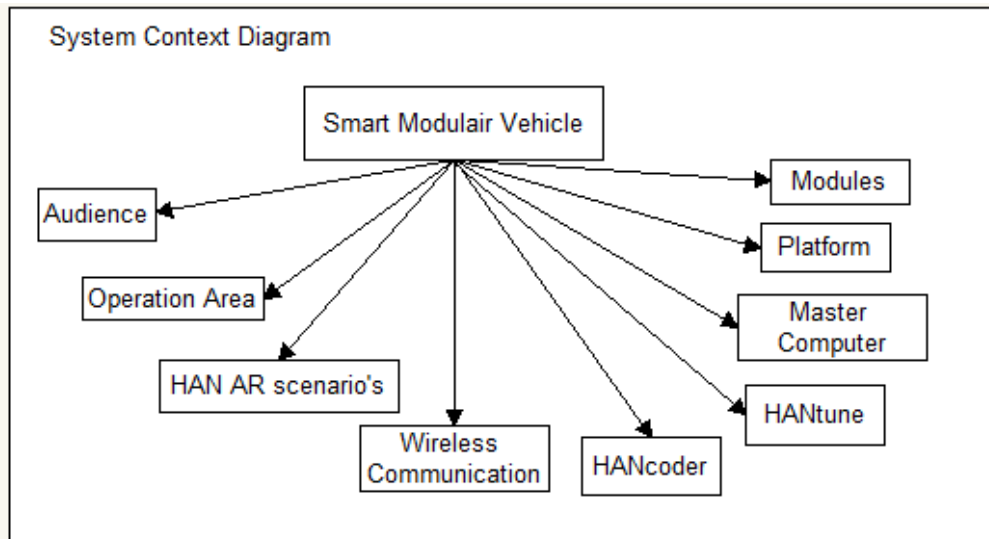 System Context Diagram
Smart Modulair Vehicle
Modules
Audience
Platform
Operation Area
Master
Computer
HAN AR scenario's
HANtune
Wireless
Communication
HANcoder